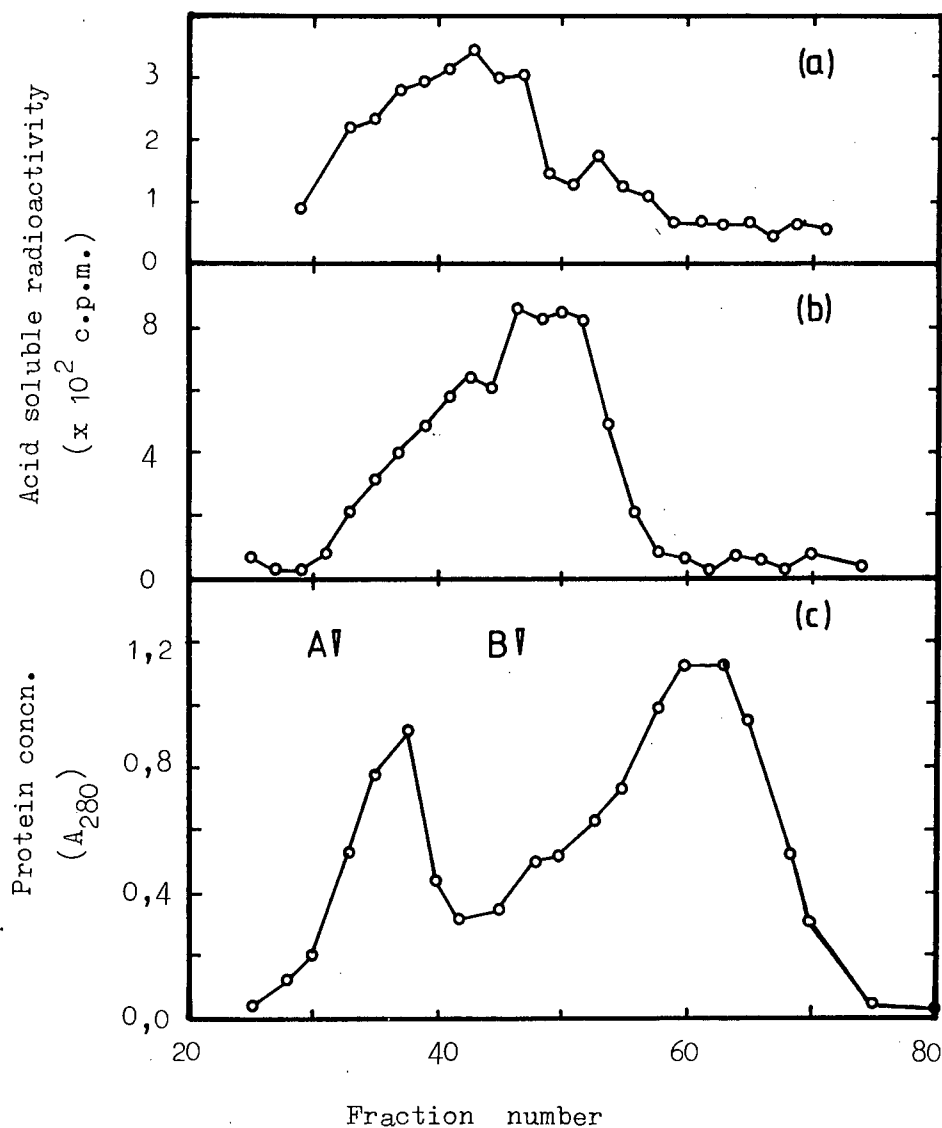 Acid soluble radioactivity
(x 10² c.p.m.)
(a)
3
2
1
0
(b)
8
4
0
Protein concn.
(A₂₈₀)
(c)
A
B
1,2
0,8
0,4
0,0
20
40
60
80
Fraction number